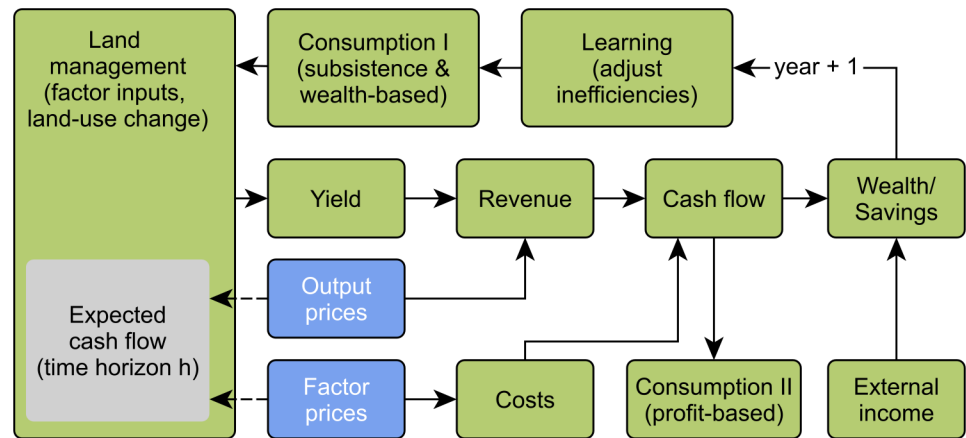 Land
management
(factor inputs,
land-use change)
Consumption I
(subsistence &
wealth-based)
Learning
(adjust
inefficiencies)
year + 1
Yield
Revenue
Cash flow
Wealth/
Savings
Expected
cash flow
(time horizon h)
Output
prices
Factor
prices
Costs
Consumption II
(profit-based)
External
income